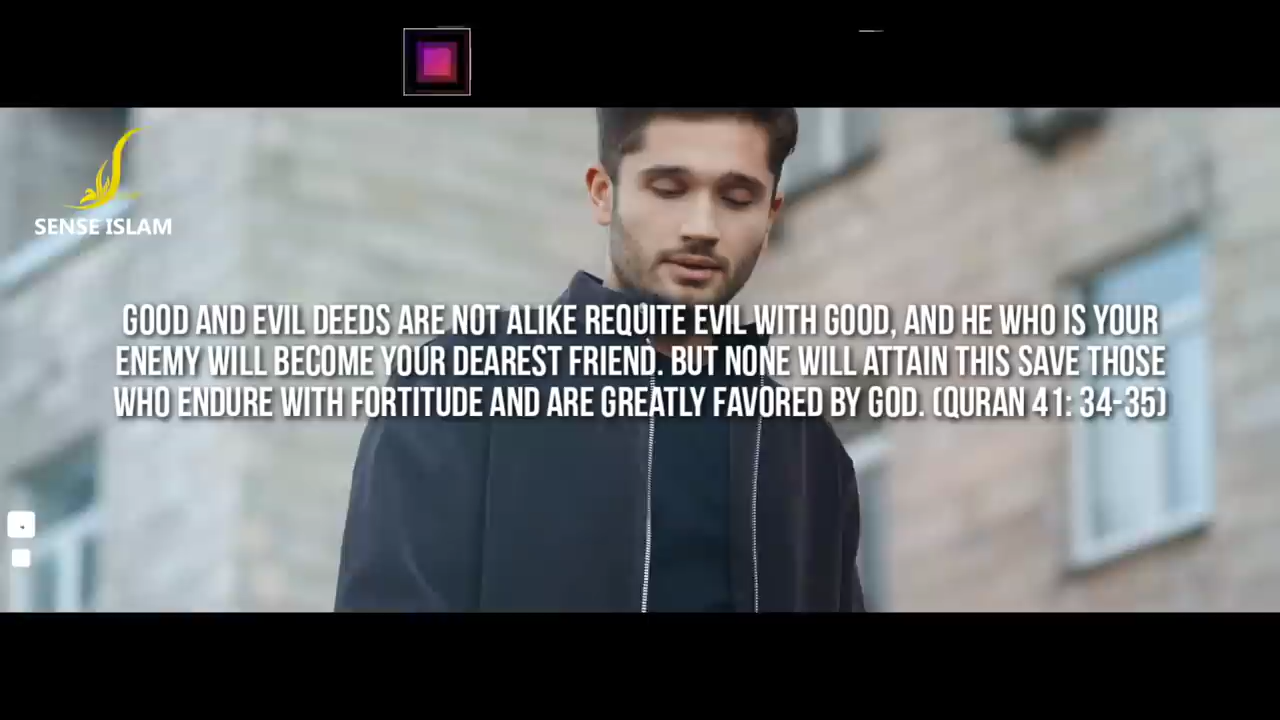 SENSE ISLAM
GOOD AND EVIL DEEDS ARE NOT ALIKE REQUITE EVIL WITH GOOD, AND HE WHO IS YOUR
ENEMY WILL BECOME YOUR DEAREST FRIEND. BUT NONE WILL ATTAIN THIS SAVE THOSE
WHO ENDURE WITH FORTITUDE AND ARE GREATLY FAVORED BY GOD. (QURAN 41: 34-35)